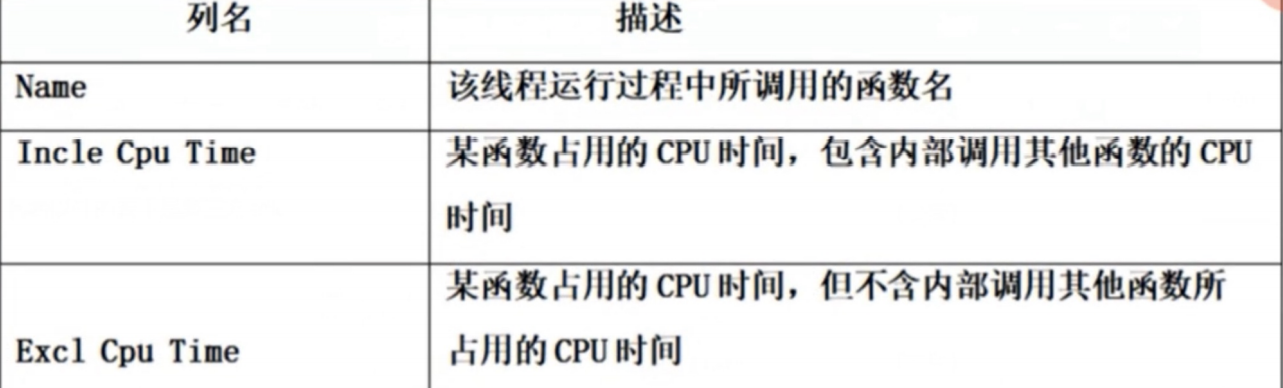 列名 描述
Name 该线程运行过程中所调用的函数名
Incle Cpu Time 某函数占用的 CPU 时间，包含内部调用其他函数的 CPU
时间
某函数占用的 CPU 时间，但不含内部调用其他函数所
Excl Cpu Time 占用的 CPU 时间